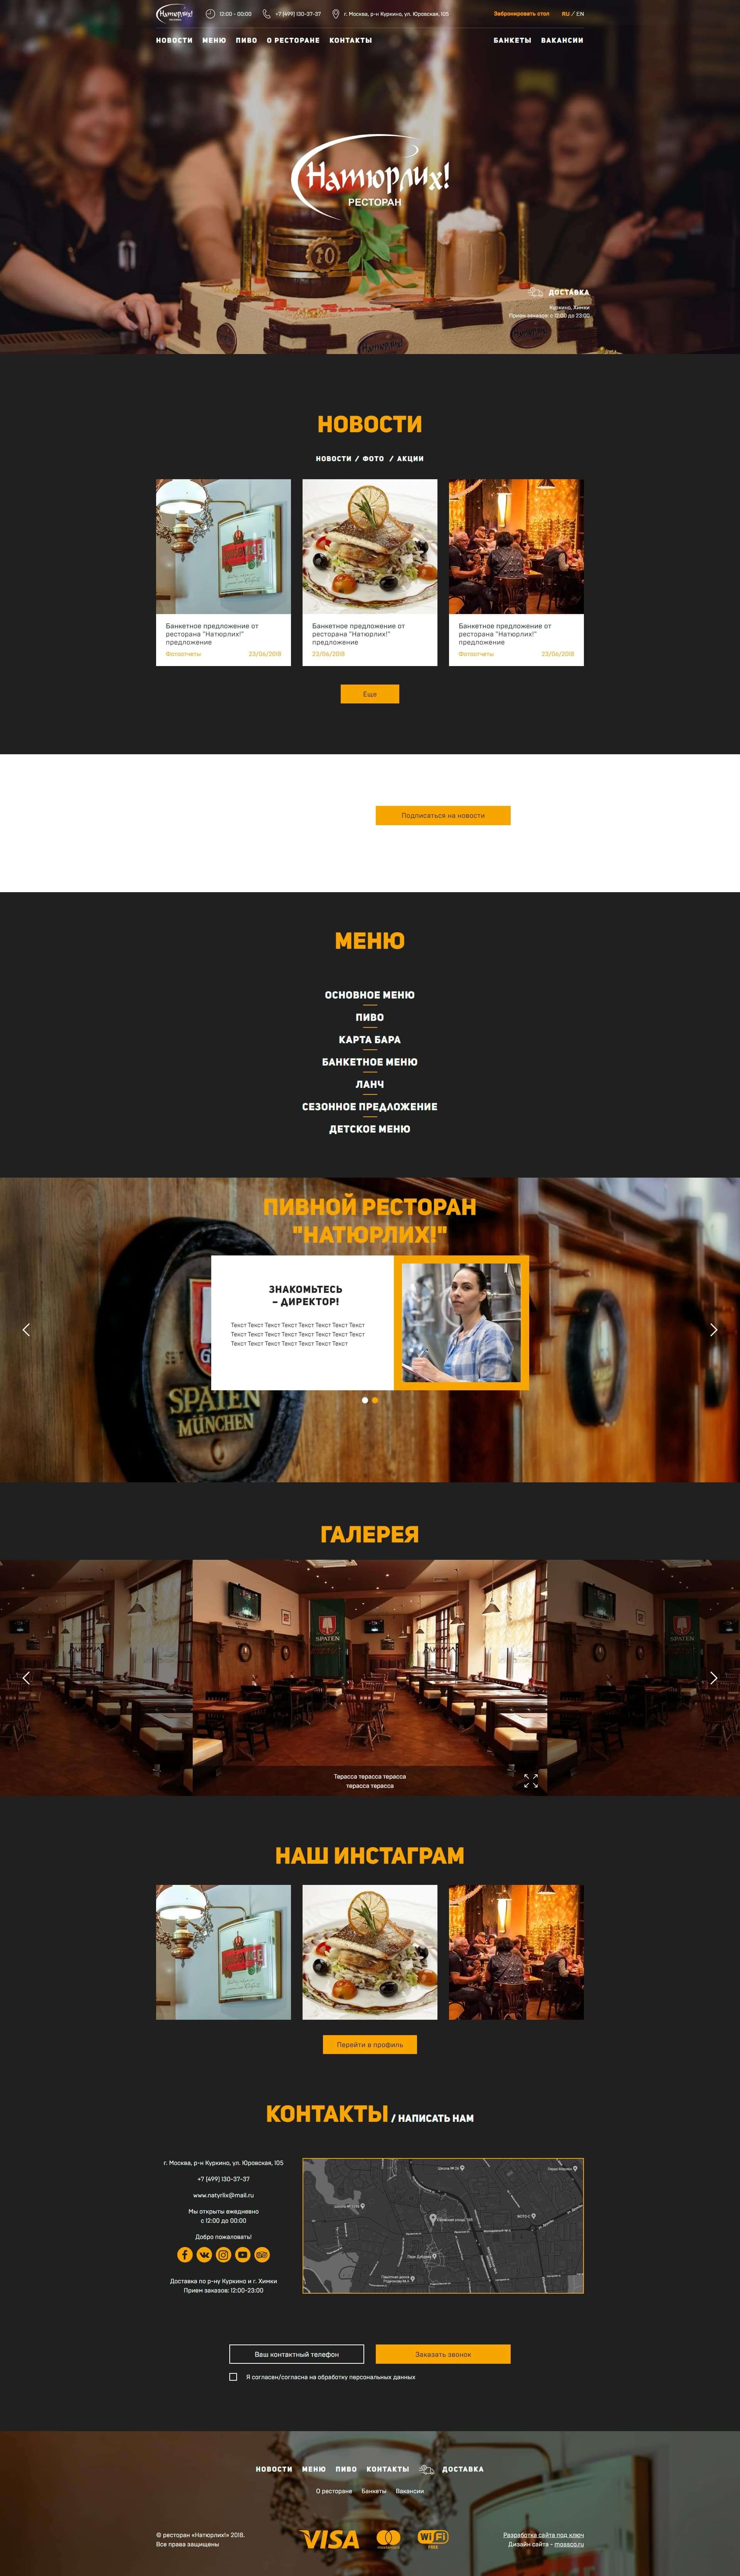 Натюрлих!
12:00 - 00:00
+7 (499) 130-37-37
г. Москва, р-н Куркино, ул. Юровская, 105
Забронировать стол
RU / EN
НОВОСТИ МЕНЮ ПИВО О РЕСТОРАНЕ КОНТАКТЫ
БАНКЕТЫ ВАКАНСИИ
Натюрлих!
РЕСТОРАН
ДОСТАВКА
Куркино, Химки
Прием заказов: с 12:00 до 23:00
НОВОСТИ
НОВОСТИ / ФОТО / АКЦИИ
Банкетное предложение от
ресторана "Натюрлих!"
предложение
Фотоотчеты 23/06/2018
Банкетное предложение от
ресторана "Натюрлих!"
предложение
23/06/2018
Банкетное предложение от
ресторана "Натюрлих!"
предложение
Фотоотчеты 23/06/2018
Еще
Подписаться на новости
МЕНЮ
ОСНОВНОЕ МЕНЮ
ПИВО
КАРТА БАРА
БАНКЕТНОЕ МЕНЮ
ЛАНЧ
СЕЗОННОЕ ПРЕДЛОЖЕНИЕ
ДЕТСКОЕ МЕНЮ
ПИВНОЙ РЕСТОРАН
"НАТЮРЛИХ!"
ЗНАКОМЬТЕСЬ
– ДИРЕКТОР!
Текст Текст Текст Текст Текст Текст Текст Текст
Текст Текст Текст Текст Текст Текст Текст Текст
Текст Текст Текст Текст Текст Текст Текст
SPATEN
MÜNCHEN
ГАЛЕРЕЯ
SPATEN
SPATEN
Терасса терасса терасса
терасса терасса
НАШ ИНСТАГРАМ
Перейти в профиль
КОНТАКТЫ / НАПИСАТЬ НАМ
г. Москва, р-н Куркино, ул. Юровская, 105
+7 (499) 130-37-37
www.natyrlix@mail.ru
Мы открыты ежедневно
с 12:00 до 00:00
Добро пожаловать!
Доставка по р-ну Куркино и г. Химки
Прием заказов: 12:00-23:00
Ваш контактный телефон
Заказать звонок
Я согласен/согласна на обработку персональных данных
НОВОСТИ МЕНЮ ПИВО КОНТАКТЫ ДОСТАВКА
О ресторане Банкеты Вакансии
© ресторан «Натюрлих!» 2018.
Все права защищены
VISA
mastercard
Wi Fi
FREE
Разработка сайта под ключ
Дизайн сайта - mossco.ru